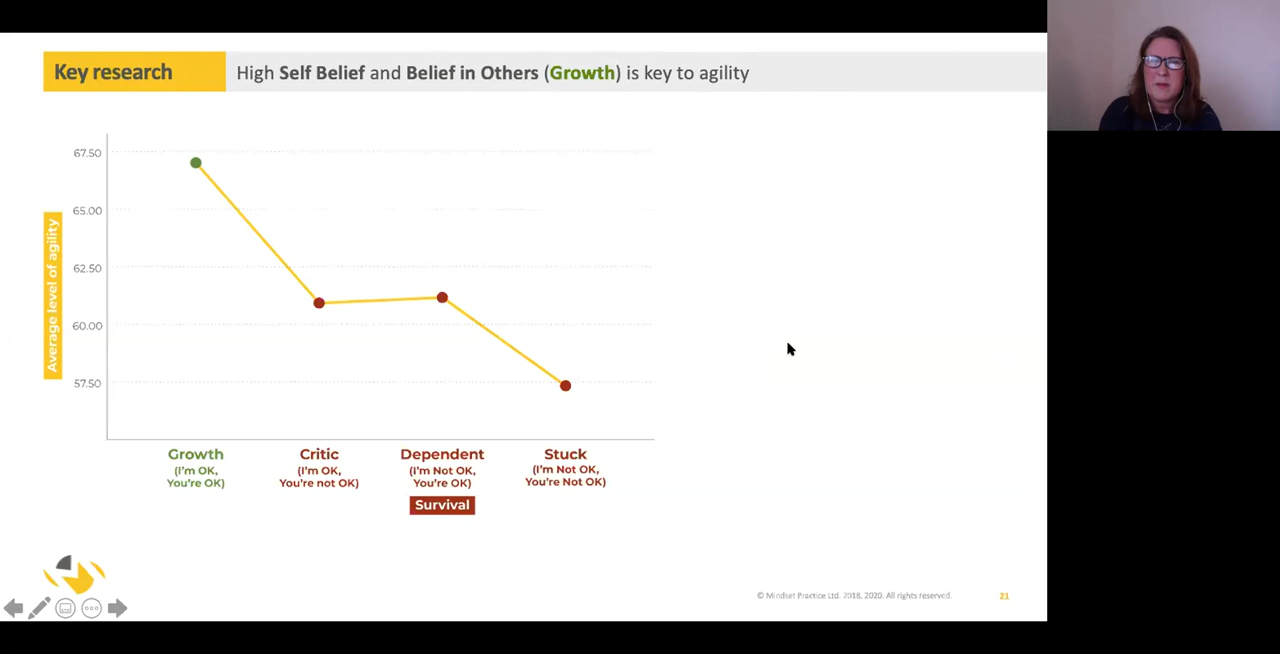 Key research
High Self Belief and Belief in Others (Growth) is key to agility
67.50
65.00
62.50
60.00
57.50
Average level of agility
Growth
(I'm OK,
You're OK)
Critic
(I'm OK,
You're not OK)
Dependent
(I'm Not OK,
You're OK)
Stuck
(I'm Not OK,
You're Not OK)
Survival
© Mindset Practice Ltd. 2018, 2020. All rights reserved.
21